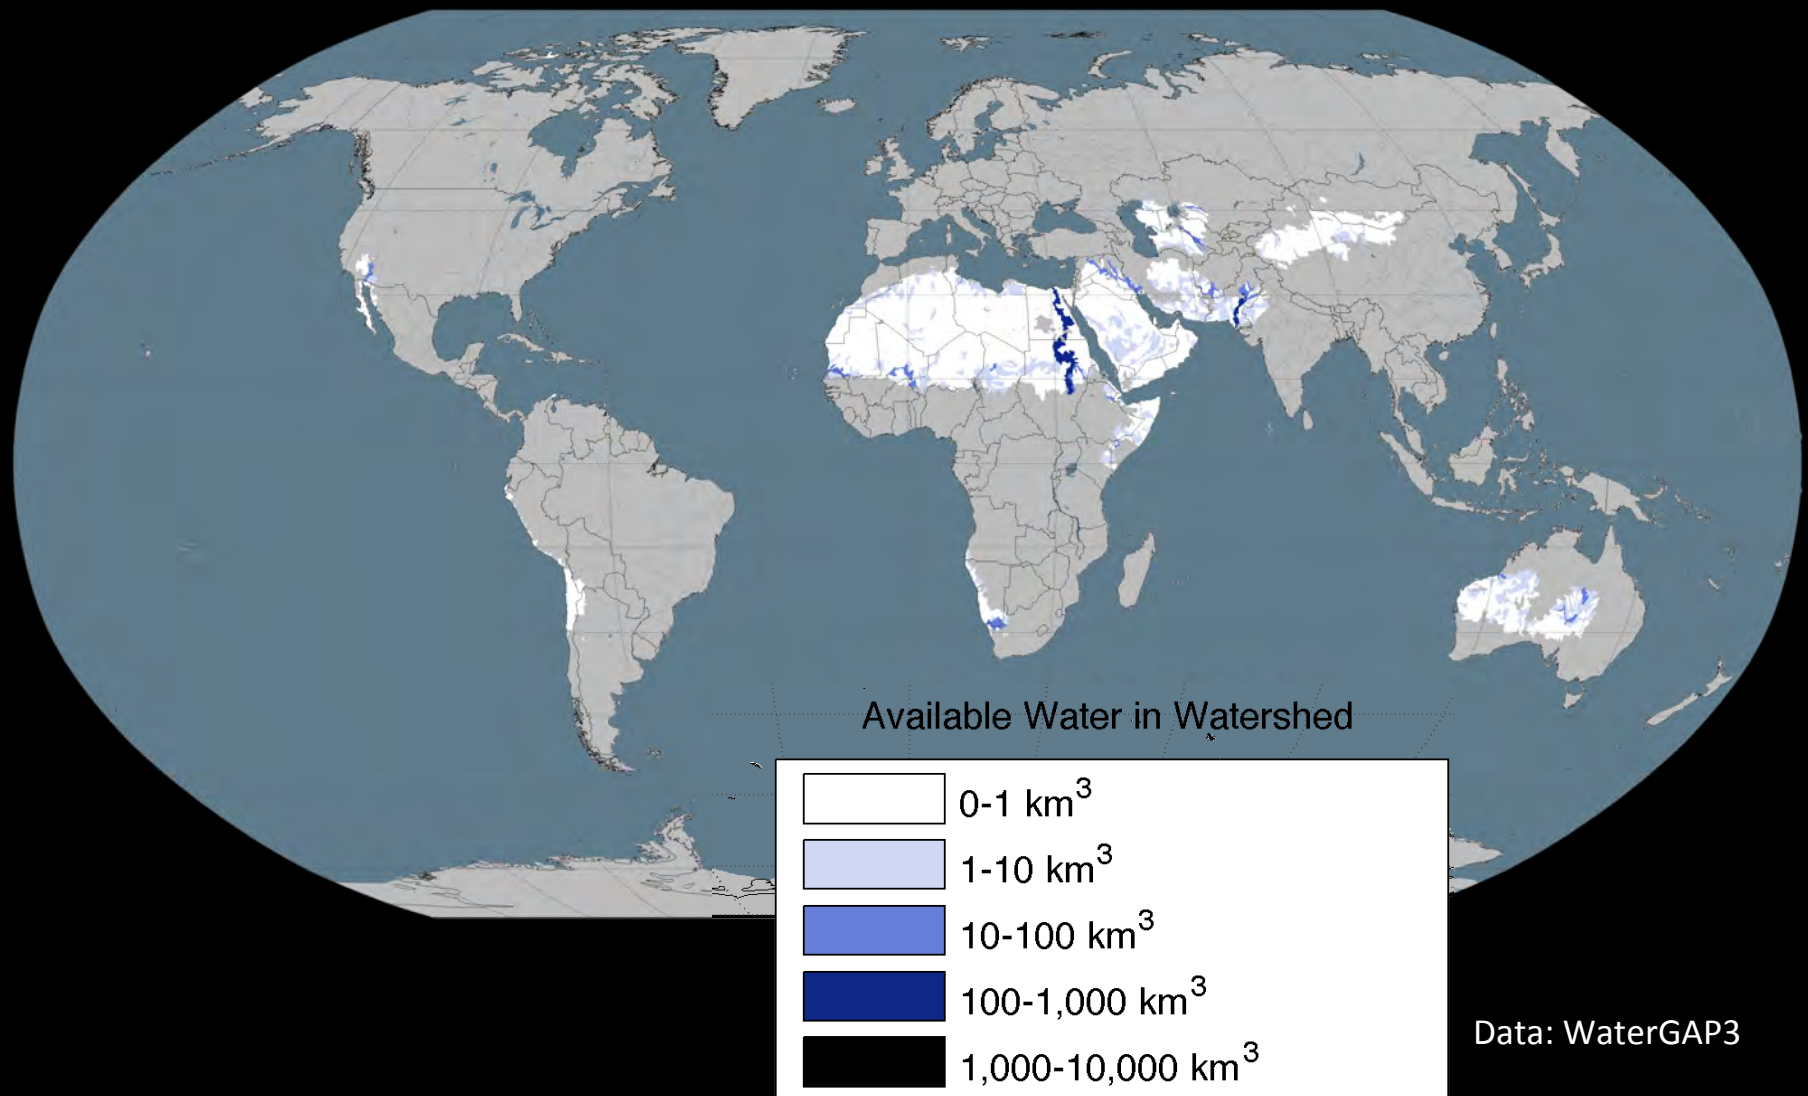 Available Water in Watershed
0-1 km³
1-10 km³
10-100 km³
100-1,000 km³
1,000-10,000 km³
Data: WaterGAP3